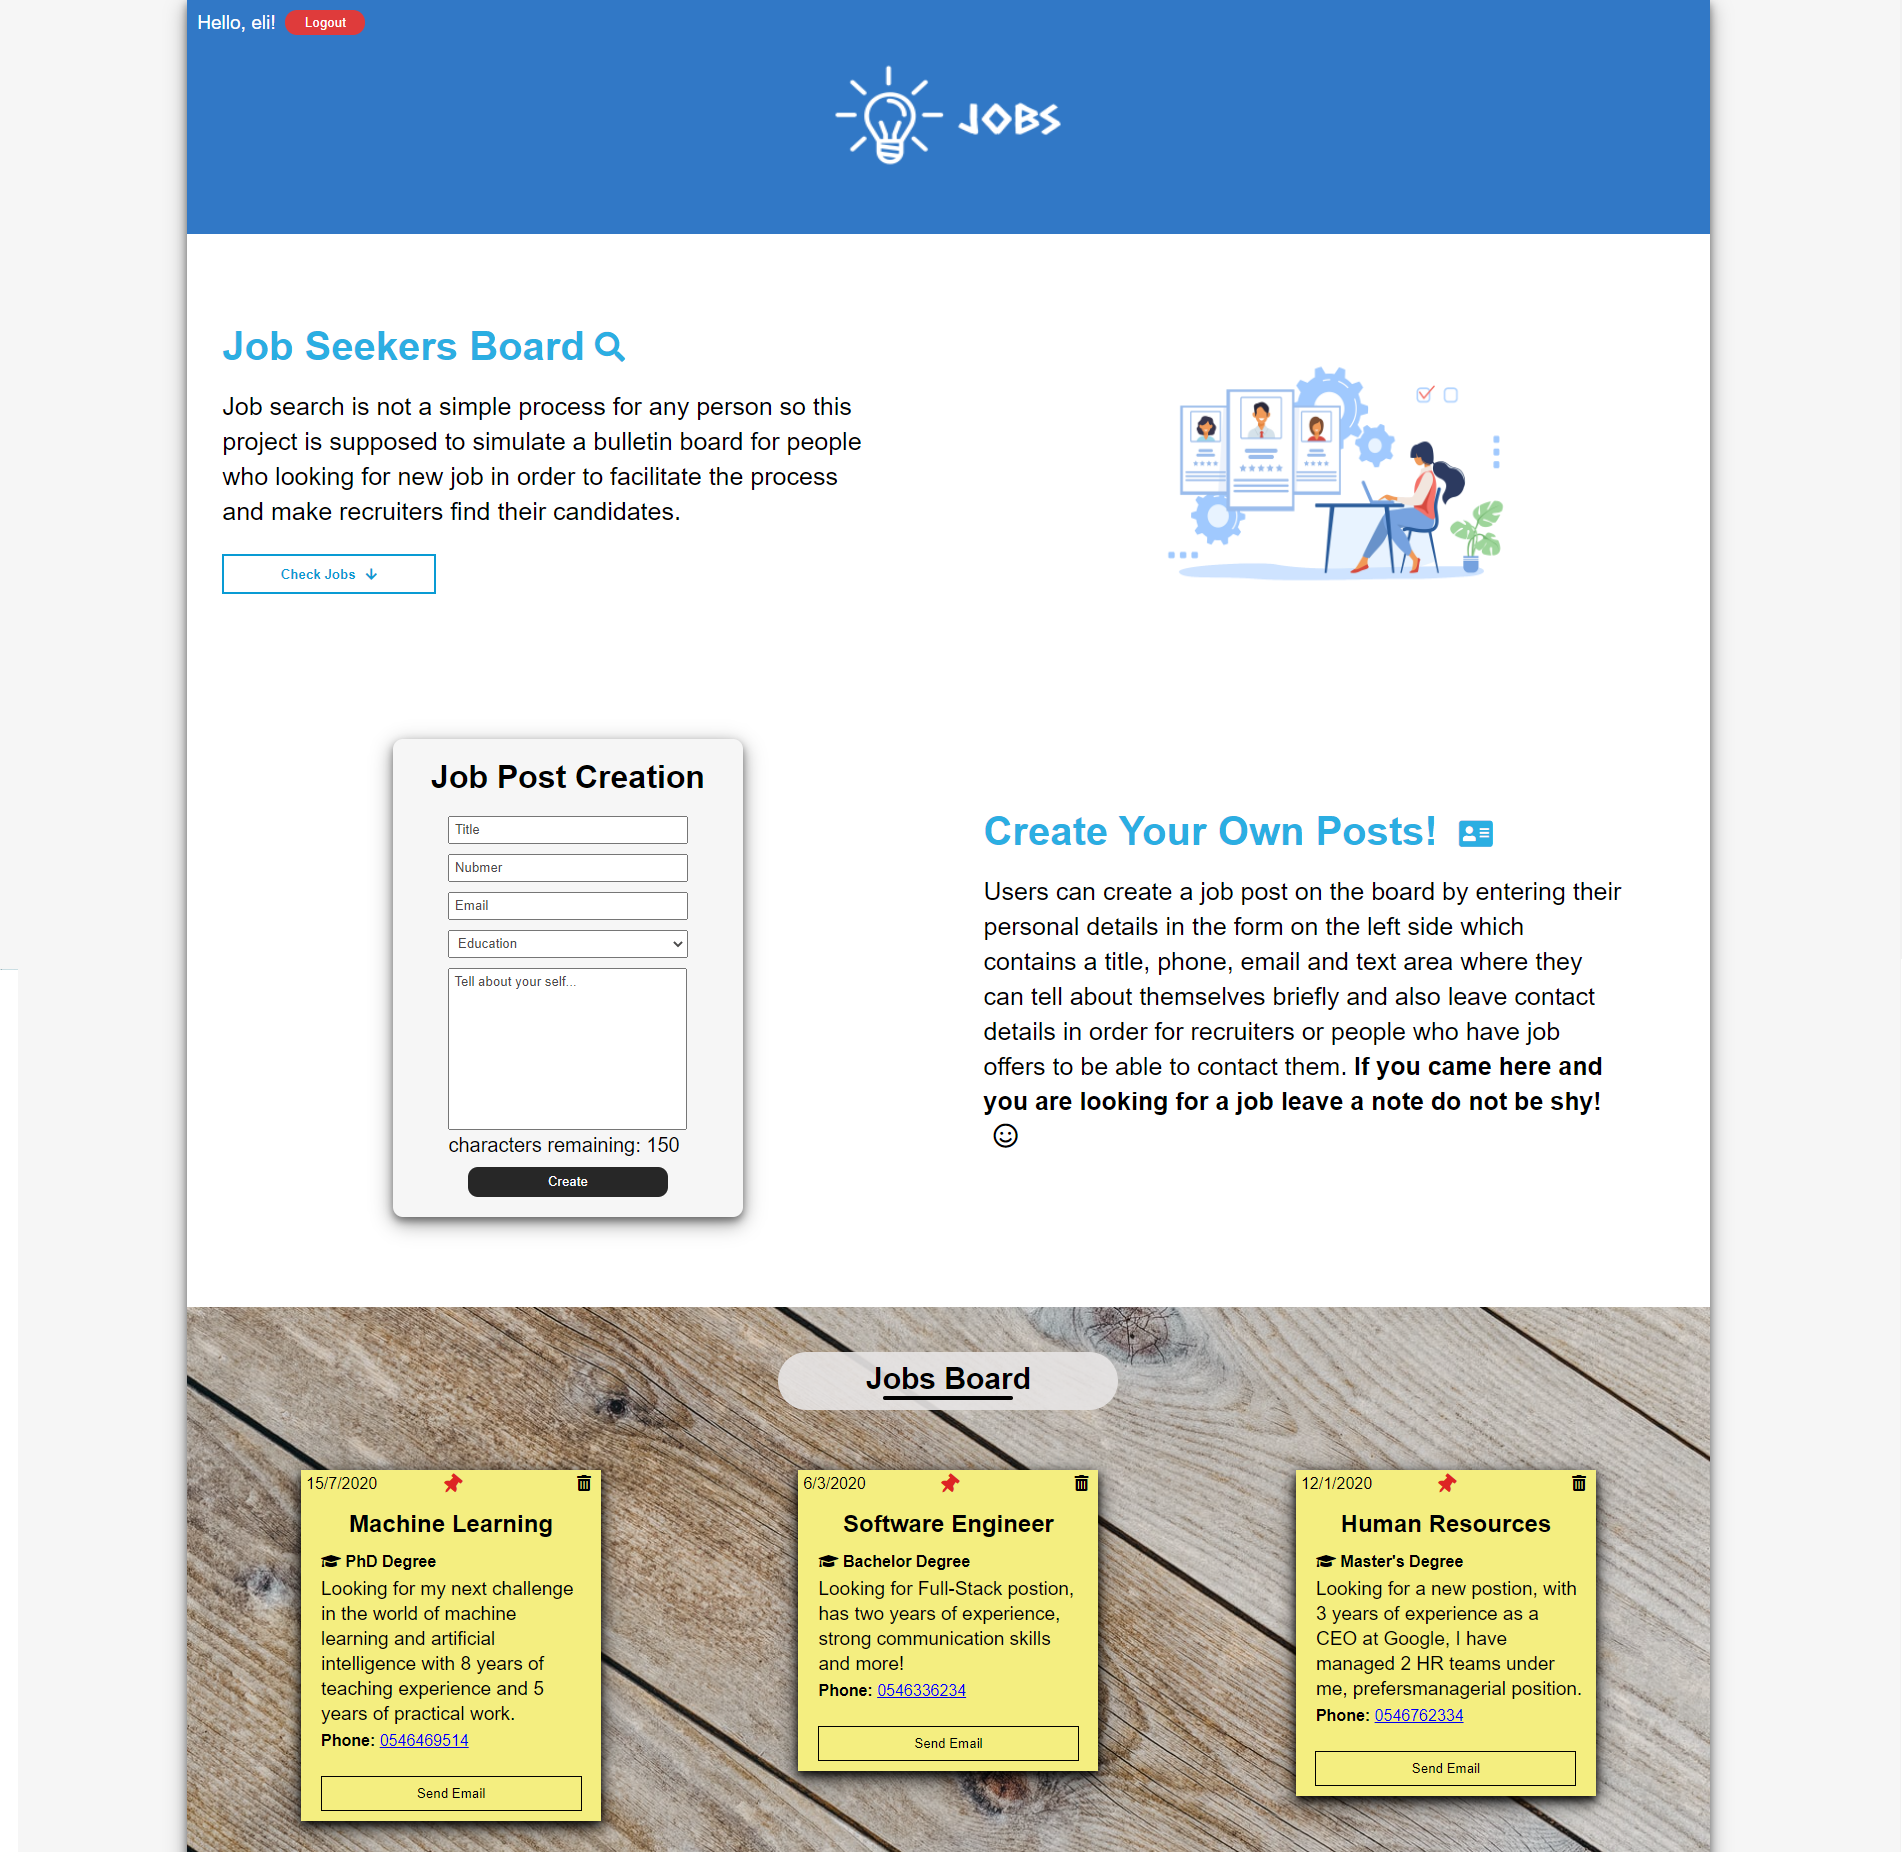 Hello, eli!
Logout
JOBS
Job Seekers Board
Job search is not a simple process for any person so this
project is supposed to simulate a bulletin board for people
who looking for new job in order to facilitate the process
and make recruiters find their candidates.
Check Jobs
Job Post Creation
Title
Nubmer
Email
Education
Tell about your self...
characters remaining: 150
Create
Create Your Own Posts!
Users can create a job post on the board by entering their
personal details in the form on the left side which
contains a title, phone, email and text area where they
can tell about themselves briefly and also leave contact
details in order for recruiters or people who have job
offers to be able to contact them. If you came here and
you are looking for a job leave a note do not be shy!
Jobs Board
15/7/2020
Machine Learning
PhD Degree
Looking for my next challenge
in the world of machine
learning and artificial
intelligence with 8 years of
teaching experience and 5
years of practical work.
Phone: 0546469514
Send Email
6/3/2020
Software Engineer
Bachelor Degree
Looking for Full-Stack postion,
has two years of experience,
strong communication skills
and more!
Phone: 0546336234
Send Email
12/1/2020
Human Resources
Master's Degree
Looking for a new postion, with
3 years of experience as a
CEO at Google, I have
managed 2 HR teams under
me, prefersmanagerial position.
Phone: 0546762334
Send Email